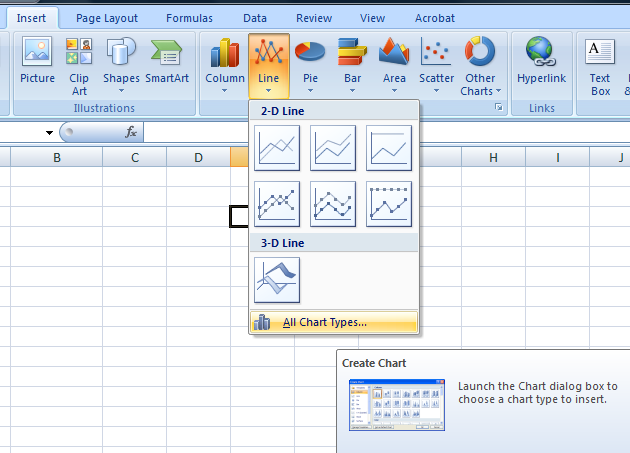 Insert Page Layout Formulas Data Review View Acrobat
Picture Clip Art Shapes SmartArt Column Line Pie Bar Area Scatter Other Charts Hyperlink Text Box
Illustrations Links
fx
B C D H I J
2-D Line
3-D Line
All Chart Types...
Create Chart
Launch the Chart dialog box to
choose a chart type to insert.